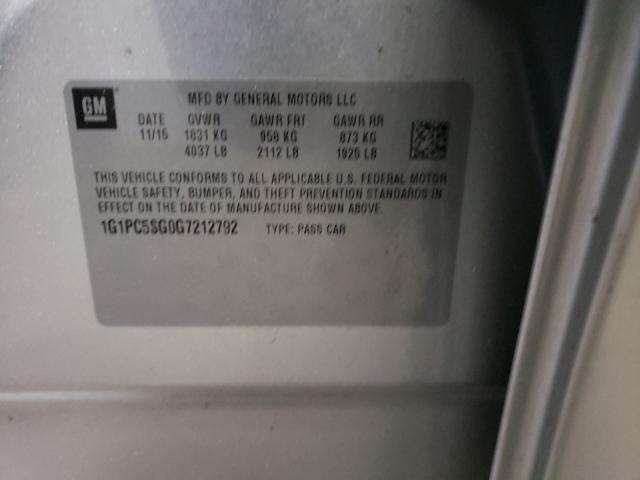 GM
MFD BY GENERAL MOTORS LLC
DATE GVWR GAWR FRT GAWR RR
11/15 1831 KG 958 KG 873 KG
4037 LB 2112 LB 1925 LB
THIS VEHICLE CONFORMS TO ALL APPLICABLE U.S. FEDERAL MOTOR
VEHICLE SAFETY, BUMPER, AND THEFT PREVENTION STANDARDS IN
EFFECT ON THE DATE OF MANUFACTURE SHOWN ABOVE.
1G1PC5SG0G7212792 TYPE: PASS CAR